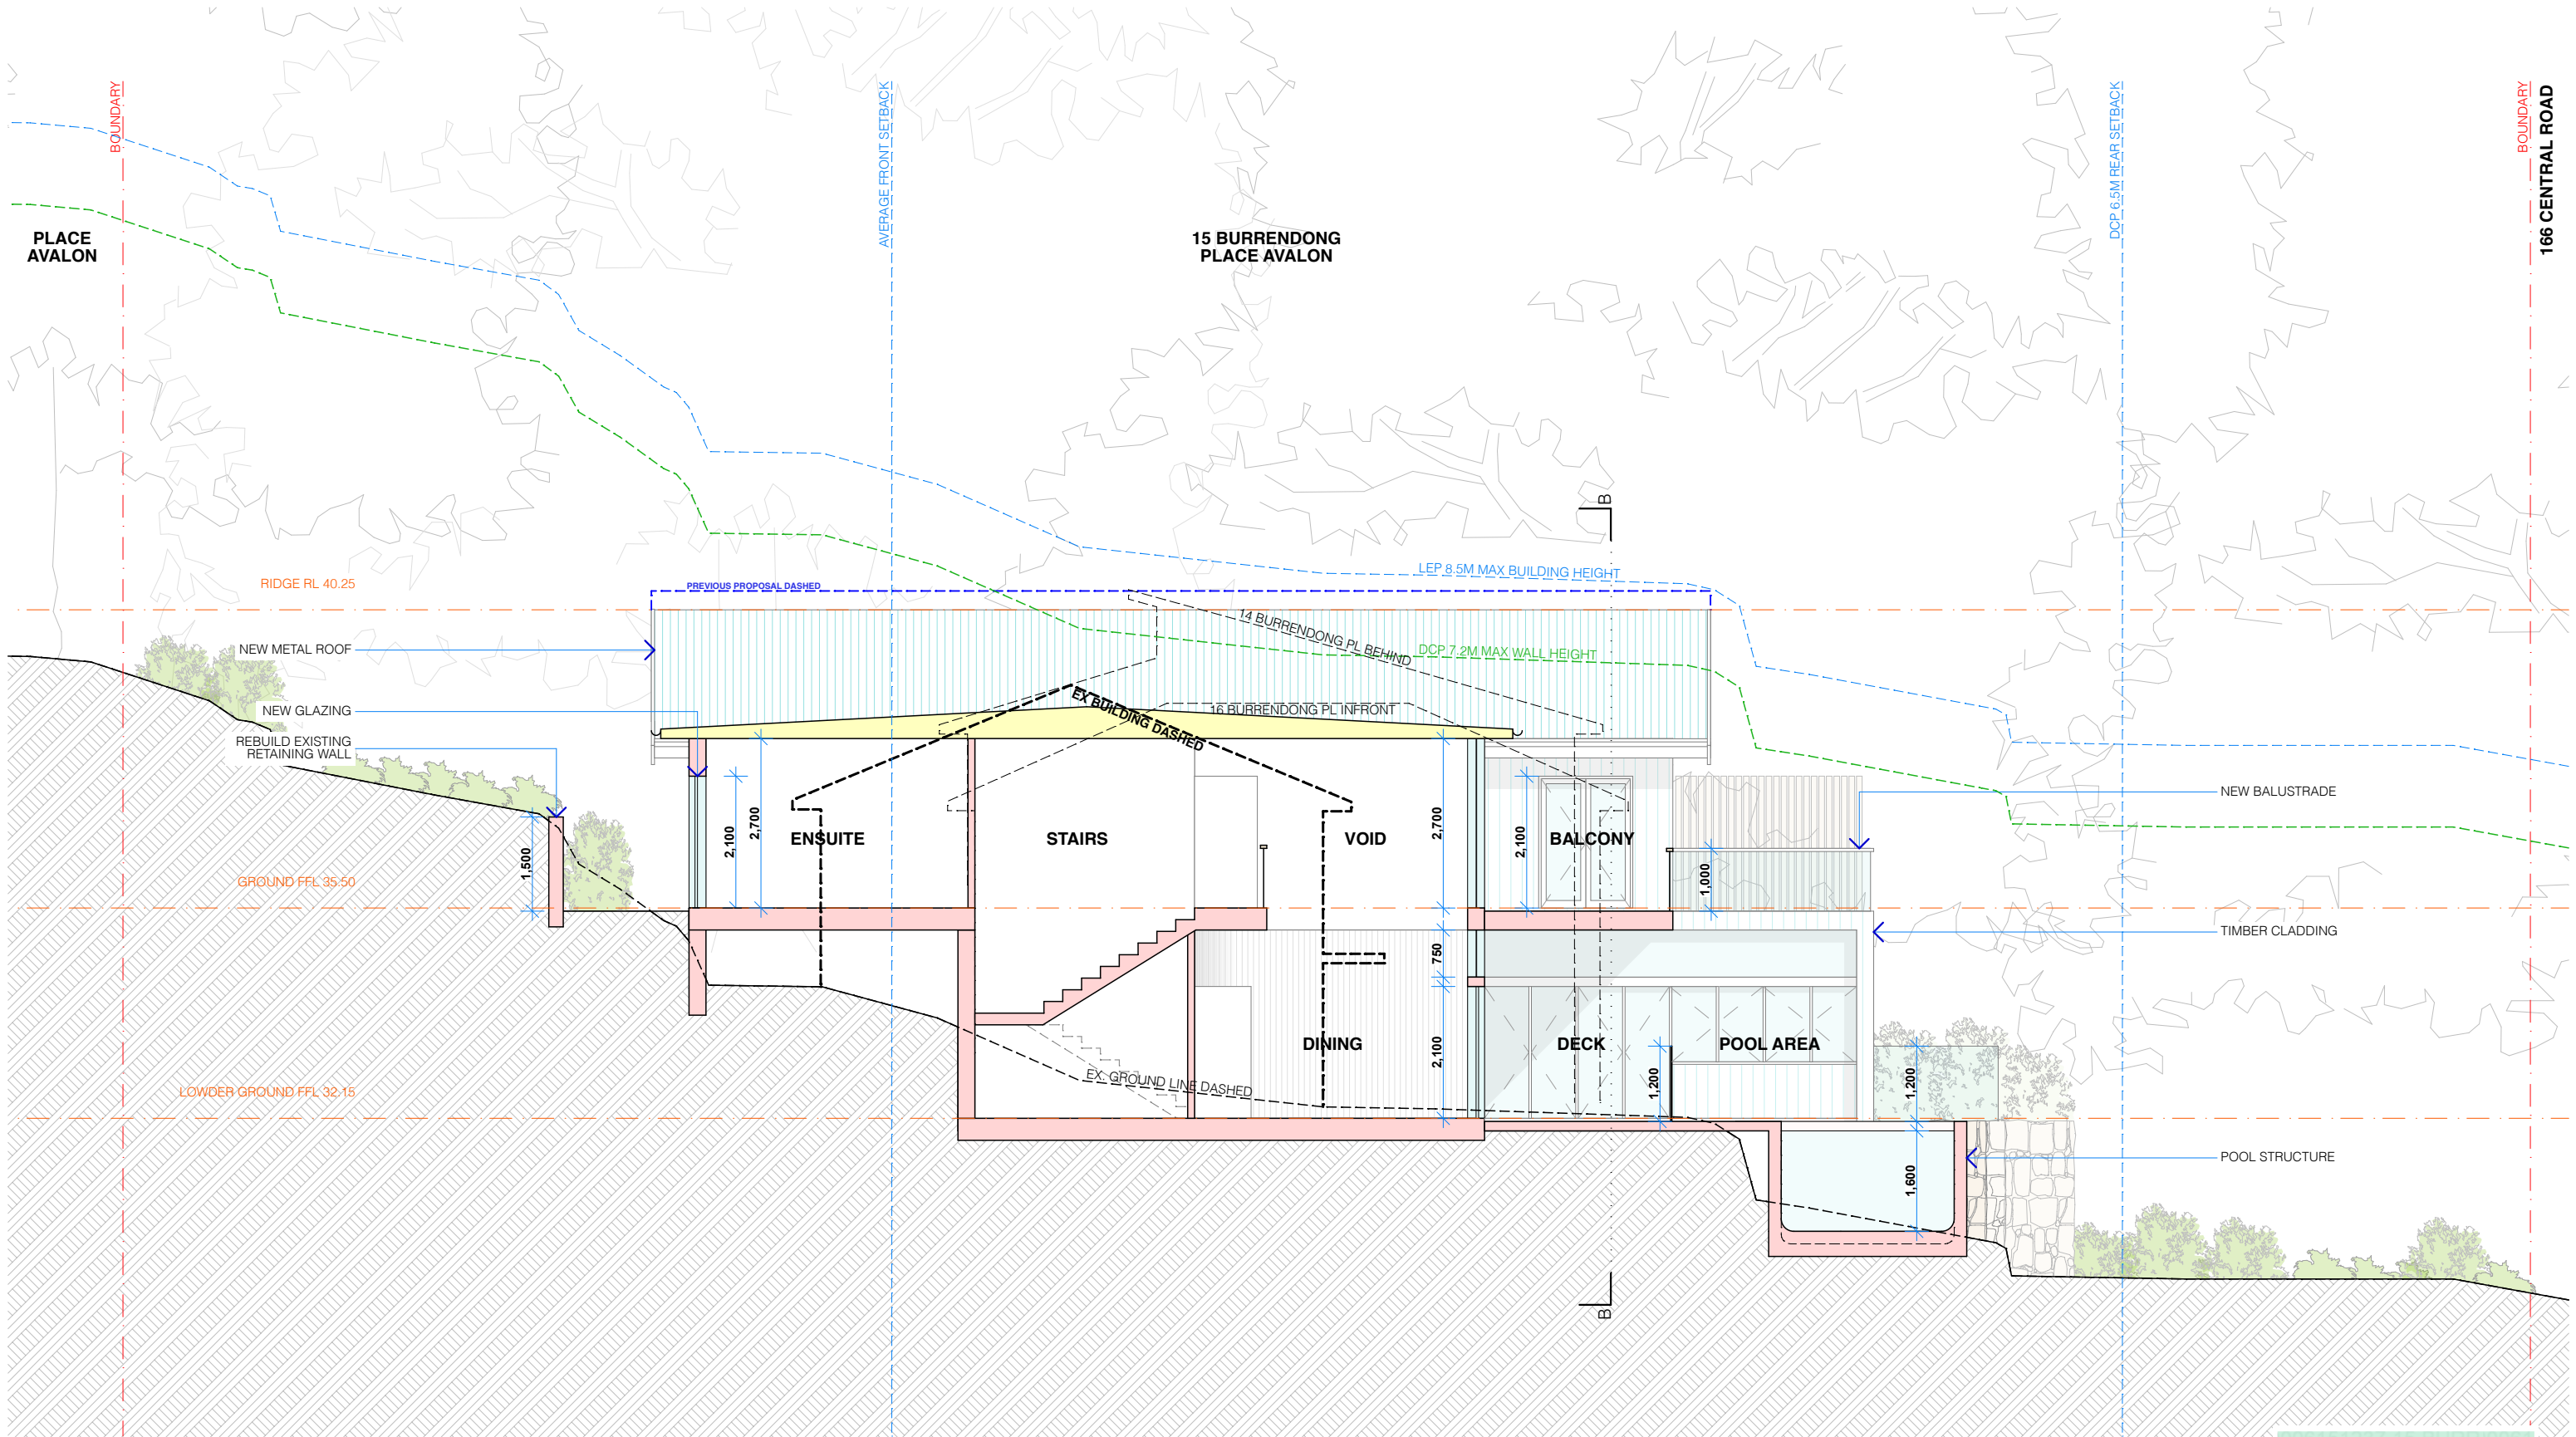 BOUNDARY
AVERAGE FRONT SETBACK
DCP 6.5M REAR SETBACK
BOUNDARY
166 CENTRAL ROAD
PLACE
AVALON
15 BURRENDONG
PLACE AVALON
B
RIDGE RL 40.25
PREVIOUS PROPOSAL DASHED
LEP 8.5M MAX BUILDING HEIGHT
14 BURRENDONG PL BEHIND
NEW METAL ROOF
DCP 7.2M MAX WALL HEIGHT
EX BUILDING DASHED
NEW GLAZING
16 BURRENDONG PL INFRONT
REBUILD EXISTING
RETAINING WALL
NEW BALUSTRADE
1,500
2,100
2,700
ENSUITE
STAIRS
VOID
2,700
2,100
BALCONY
1,000
GROUND FFL 35.50
TIMBER CLADDING
750
DINING
2,100
DECK
POOL AREA
1,200
1,200
EX. GROUND LINE DASHED
LOWDER GROUND FFL 32.15
POOL STRUCTURE
1,600
B